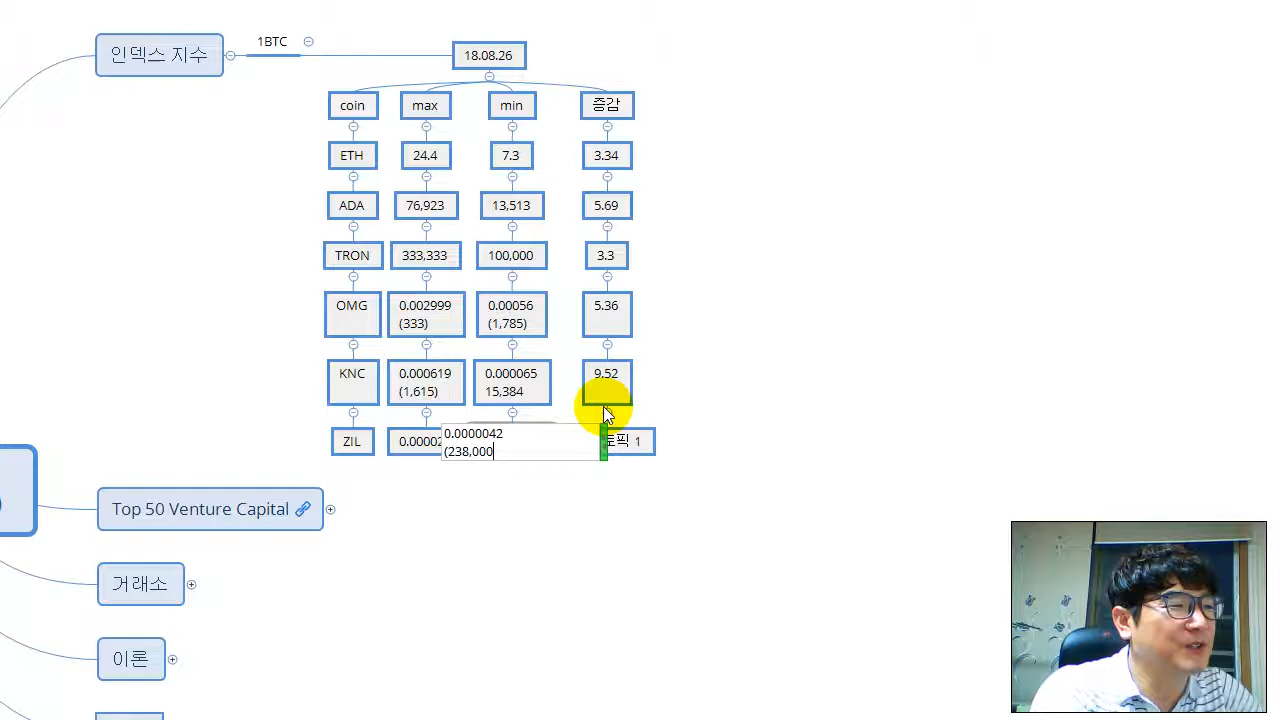 인덱스 지수
1BTC
18.08.26
coin max min 증감
ETH 24.4 7.3 3.34
ADA 76,923 13,513 5.69
TRON 333,333 100,000 3.3
OMG 0.002999 0.00056 5.36
(333) (1,785)
KNC 0.000619 0.000065 9.52
(1,615) 15,384
ZIL 0.00002 0.0000042 토픽 1
(238,000
Top 50 Venture Capital
거래소
이론